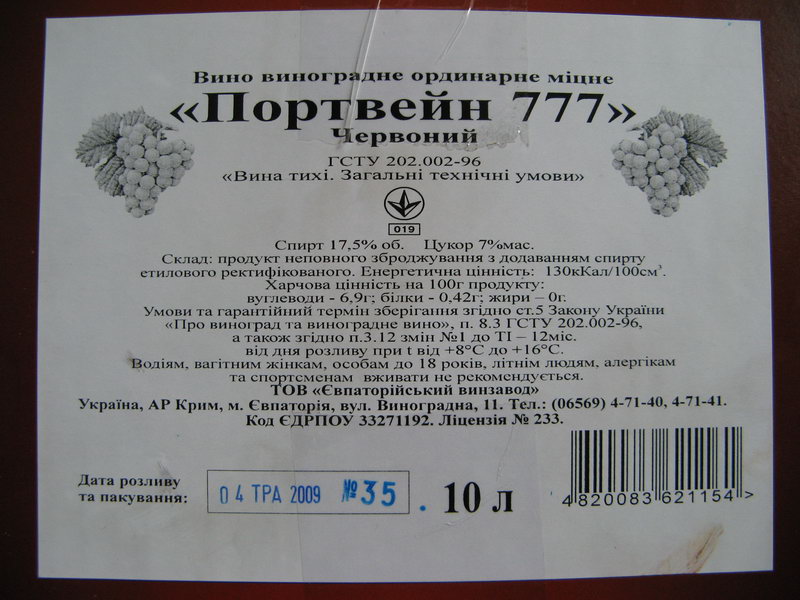 Вино виноградне ординарне міцне
«Портвейн 777»
Червоний
ГСТУ 202.002-96
«Вина тихі. Загальні технічні умови»
019
Спирт 17,5% об. Цукор 7%мас.
Склад: продукт неповного зброджування з додаванням спирту
етилового ректифікованого. Енергетична цінність: 130кКал/100см³.
Харчова цінність на 100г продукту:
вуглеводи - 6,9г; білки - 0,42г; жири – 0г.
Умови та гарантійний термін зберігання згідно ст.5 Закону України
«Про виноград та виноградне вино», п. 8.3 ГСТУ 202.002-96,
а також згідно п.3.12 змін №1 до ТІ – 12міс.
від дня розливу при t від +8°С до +16°С.
Водіям, вагітним жінкам, особам до 18 років, літнім людям, алергікам
та спортсменам вживати не рекомендується.
ТОВ «Євпаторійський винзавод»
Україна, АР Крим, м. Євпаторія, вул. Виноградна, 11. Тел.: (06569) 4-71-40, 4-71-41.
Код ЄДРПОУ 33271192. Ліцензія № 233.
Дата розливу
та пакування:
04 ТРА 2009 №35 . 10 л
4 820083 621154 >